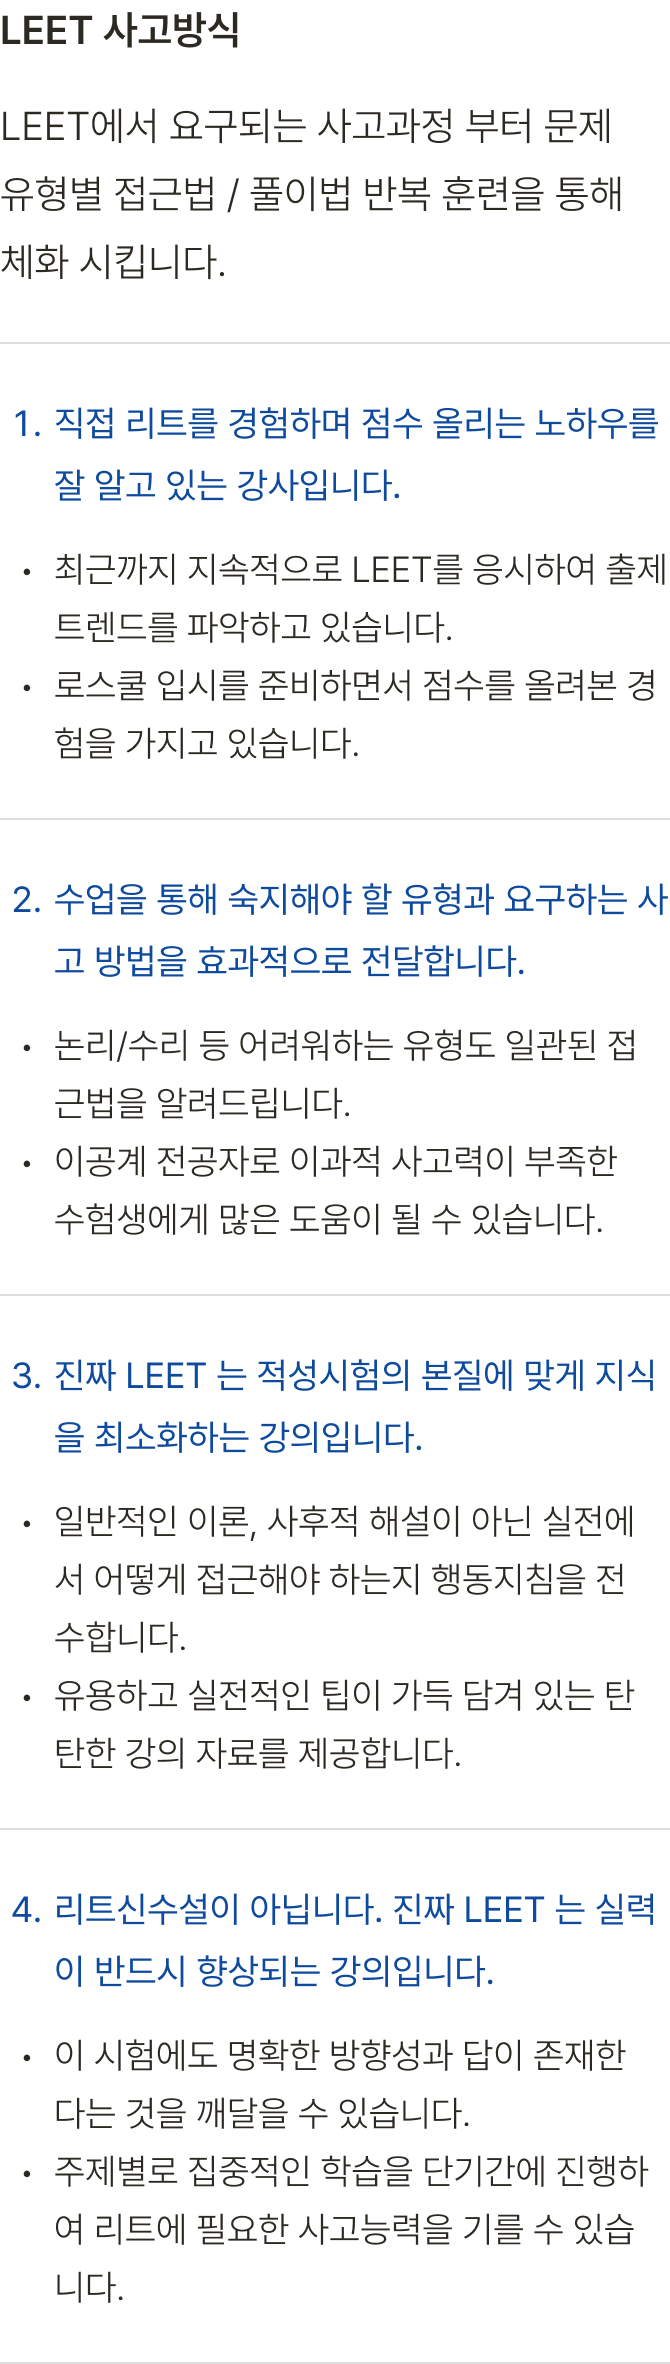 LEET 사고방식
LEET에서 요구되는 사고과정 부터 문제
유형별 접근법 / 풀이법 반복 훈련을 통해
체화 시킵니다.
1. 직접 리트를 경험하며 점수 올리는 노하우를
잘 알고 있는 강사입니다.
• 최근까지 지속적으로 LEET를 응시하여 출제
트렌드를 파악하고 있습니다.
• 로스쿨 입시를 준비하면서 점수를 올려본 경
험을 가지고 있습니다.
2. 수업을 통해 숙지해야 할 유형과 요구하는 사
고 방법을 효과적으로 전달합니다.
• 논리/수리 등 어려워하는 유형도 일관된 접
근법을 알려드립니다.
• 이공계 전공자로 이과적 사고력이 부족한
수험생에게 많은 도움이 될 수 있습니다.
3. 진짜 LEET 는 적성시험의 본질에 맞게 지식
을 최소화하는 강의입니다.
• 일반적인 이론, 사후적 해설이 아닌 실전에
서 어떻게 접근해야 하는지 행동지침을 전
수합니다.
• 유용하고 실전적인 팁이 가득 담겨 있는 탄
탄한 강의 자료를 제공합니다.
4. 리트신수설이 아닙니다. 진짜 LEET 는 실력
이 반드시 향상되는 강의입니다.
• 이 시험에도 명확한 방향성과 답이 존재한
다는 것을 깨달을 수 있습니다.
• 주제별로 집중적인 학습을 단기간에 진행하
여 리트에 필요한 사고능력을 기를 수 있습
니다.